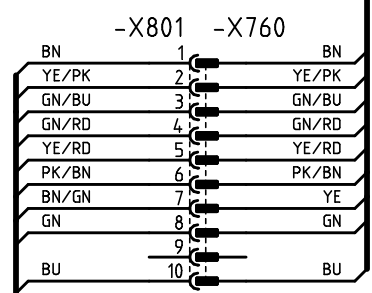 -X801 -X760
BN 1 BN
YE/PK 2 YE/PK
GN/BU 3 GN/BU
GN/RD 4 GN/RD
YE/RD 5 YE/RD
PK/BN 6 PK/BN
BN/GN 7 YE
GN 8 GN
9
BU 10 BU